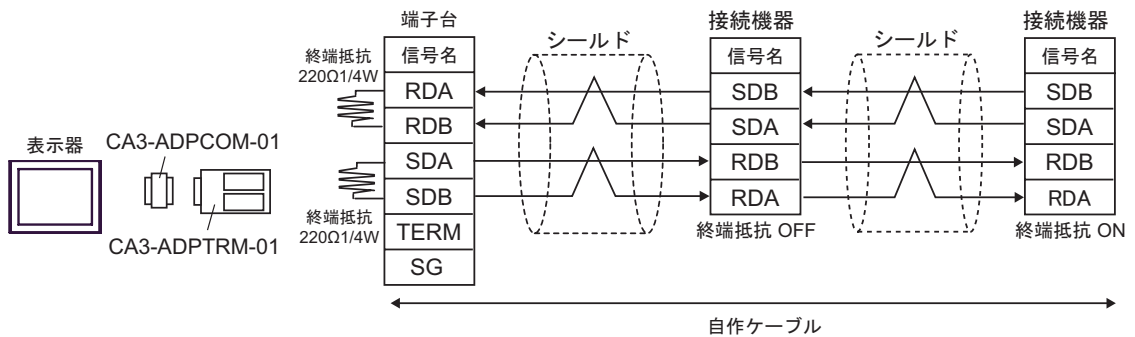 表示器
CA3-ADPCOM-01
CA3-ADPTRM-01
終端抵抗
220Ω1/4W
終端抵抗
220Ω1/4W
端子台
信号名
RDA
RDB
SDA
SDB
TERM
SG
シールド
接続機器
信号名
SDB
SDA
RDB
RDA
終端抵抗 OFF
シールド
接続機器
信号名
SDB
SDA
RDB
RDA
終端抵抗 ON
自作ケーブル